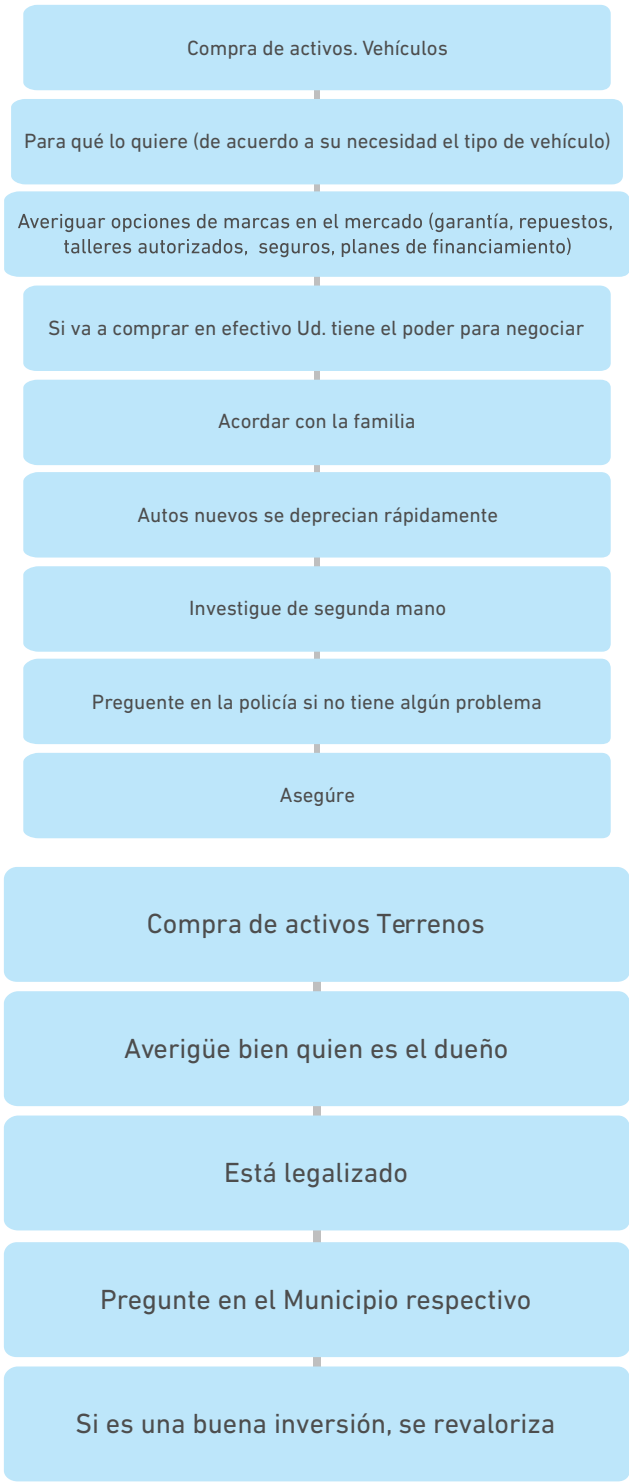 Compra de activos. Vehículos
Para qué lo quiere (de acuerdo a su necesidad el tipo de vehículo)
Averiguar opciones de marcas en el mercado (garantía, repuestos,
talleres autorizados, seguros, planes de financiamiento)
Si va a comprar en efectivo Ud. tiene el poder para negociar
Acordar con la familia
Autos nuevos se deprecian rápidamente
Investigue de segunda mano
Preguente en la policía si no tiene algún problema
Asegúre
Compra de activos Terrenos
Averigüe bien quien es el dueño
Está legalizado
Pregunte en el Municipio respectivo
Si es una buena inversión, se revaloriza